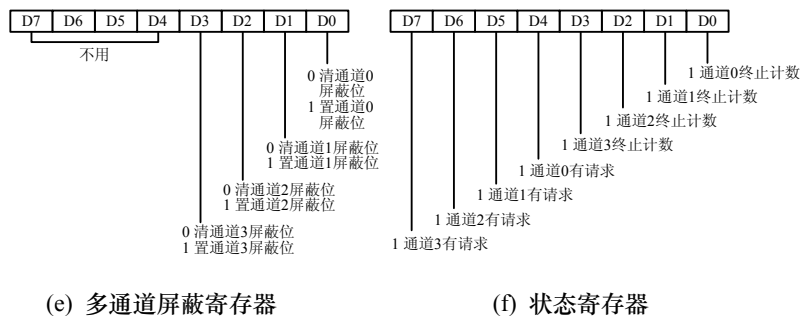 D7 D6 D5 D4 D3 D2 D1 D0
不用
0 清通道0
屏蔽位
1 置通道0
屏蔽位
0 清通道1屏蔽位
1 置通道1屏蔽位
0 清通道2屏蔽位
1 置通道2屏蔽位
0 清通道3屏蔽位
1 置通道3屏蔽位
(e) 多通道屏蔽寄存器
D7 D6 D5 D4 D3 D2 D1 D0
1 通道0终止计数
1 通道1终止计数
1 通道2终止计数
1 通道3终止计数
1 通道0有请求
1 通道1有请求
1 通道2有请求
1 通道3有请求
(f) 状态寄存器